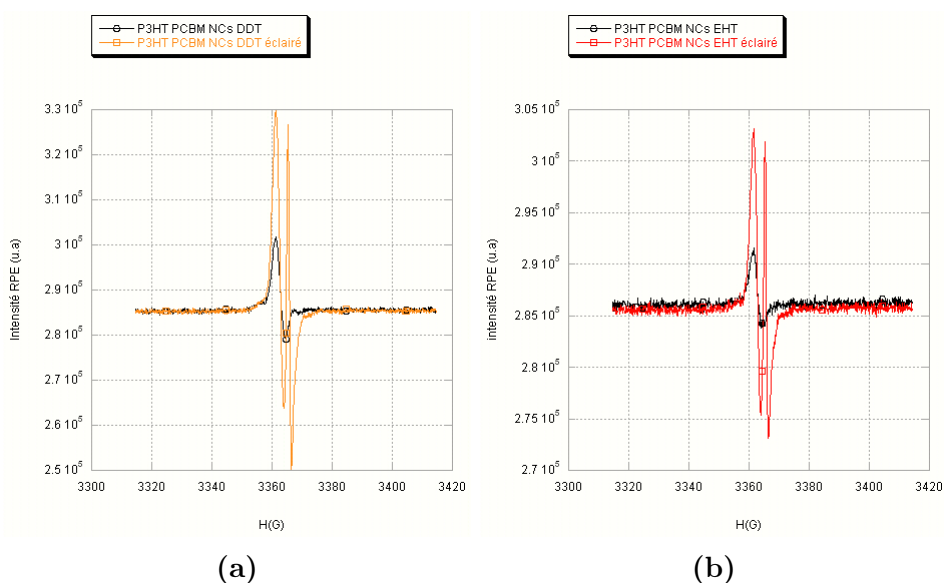 P3HT PCBM NCs DDT
P3HT PCBM NCs DDT éclairé
3.3 10⁵
3.2 10⁵
3.1 10⁵
3 10⁵
2.9 10⁵
2.8 10⁵
2.7 10⁵
2.6 10⁵
2.5 10⁵
Intensité RPE (u.a)
3300 3320 3340 3360 3380 3400 3420
H(G)
(a)
P3HT PCBM NCs EHT
P3HT PCBM NCs EHT éclairé
3.05 10⁵
3 10⁵
2.95 10⁵
2.9 10⁵
2.85 10⁵
2.8 10⁵
2.75 10⁵
2.7 10⁵
intensité RPE (u.a)
3300 3320 3340 3360 3380 3400 3420
H(G)
(b)